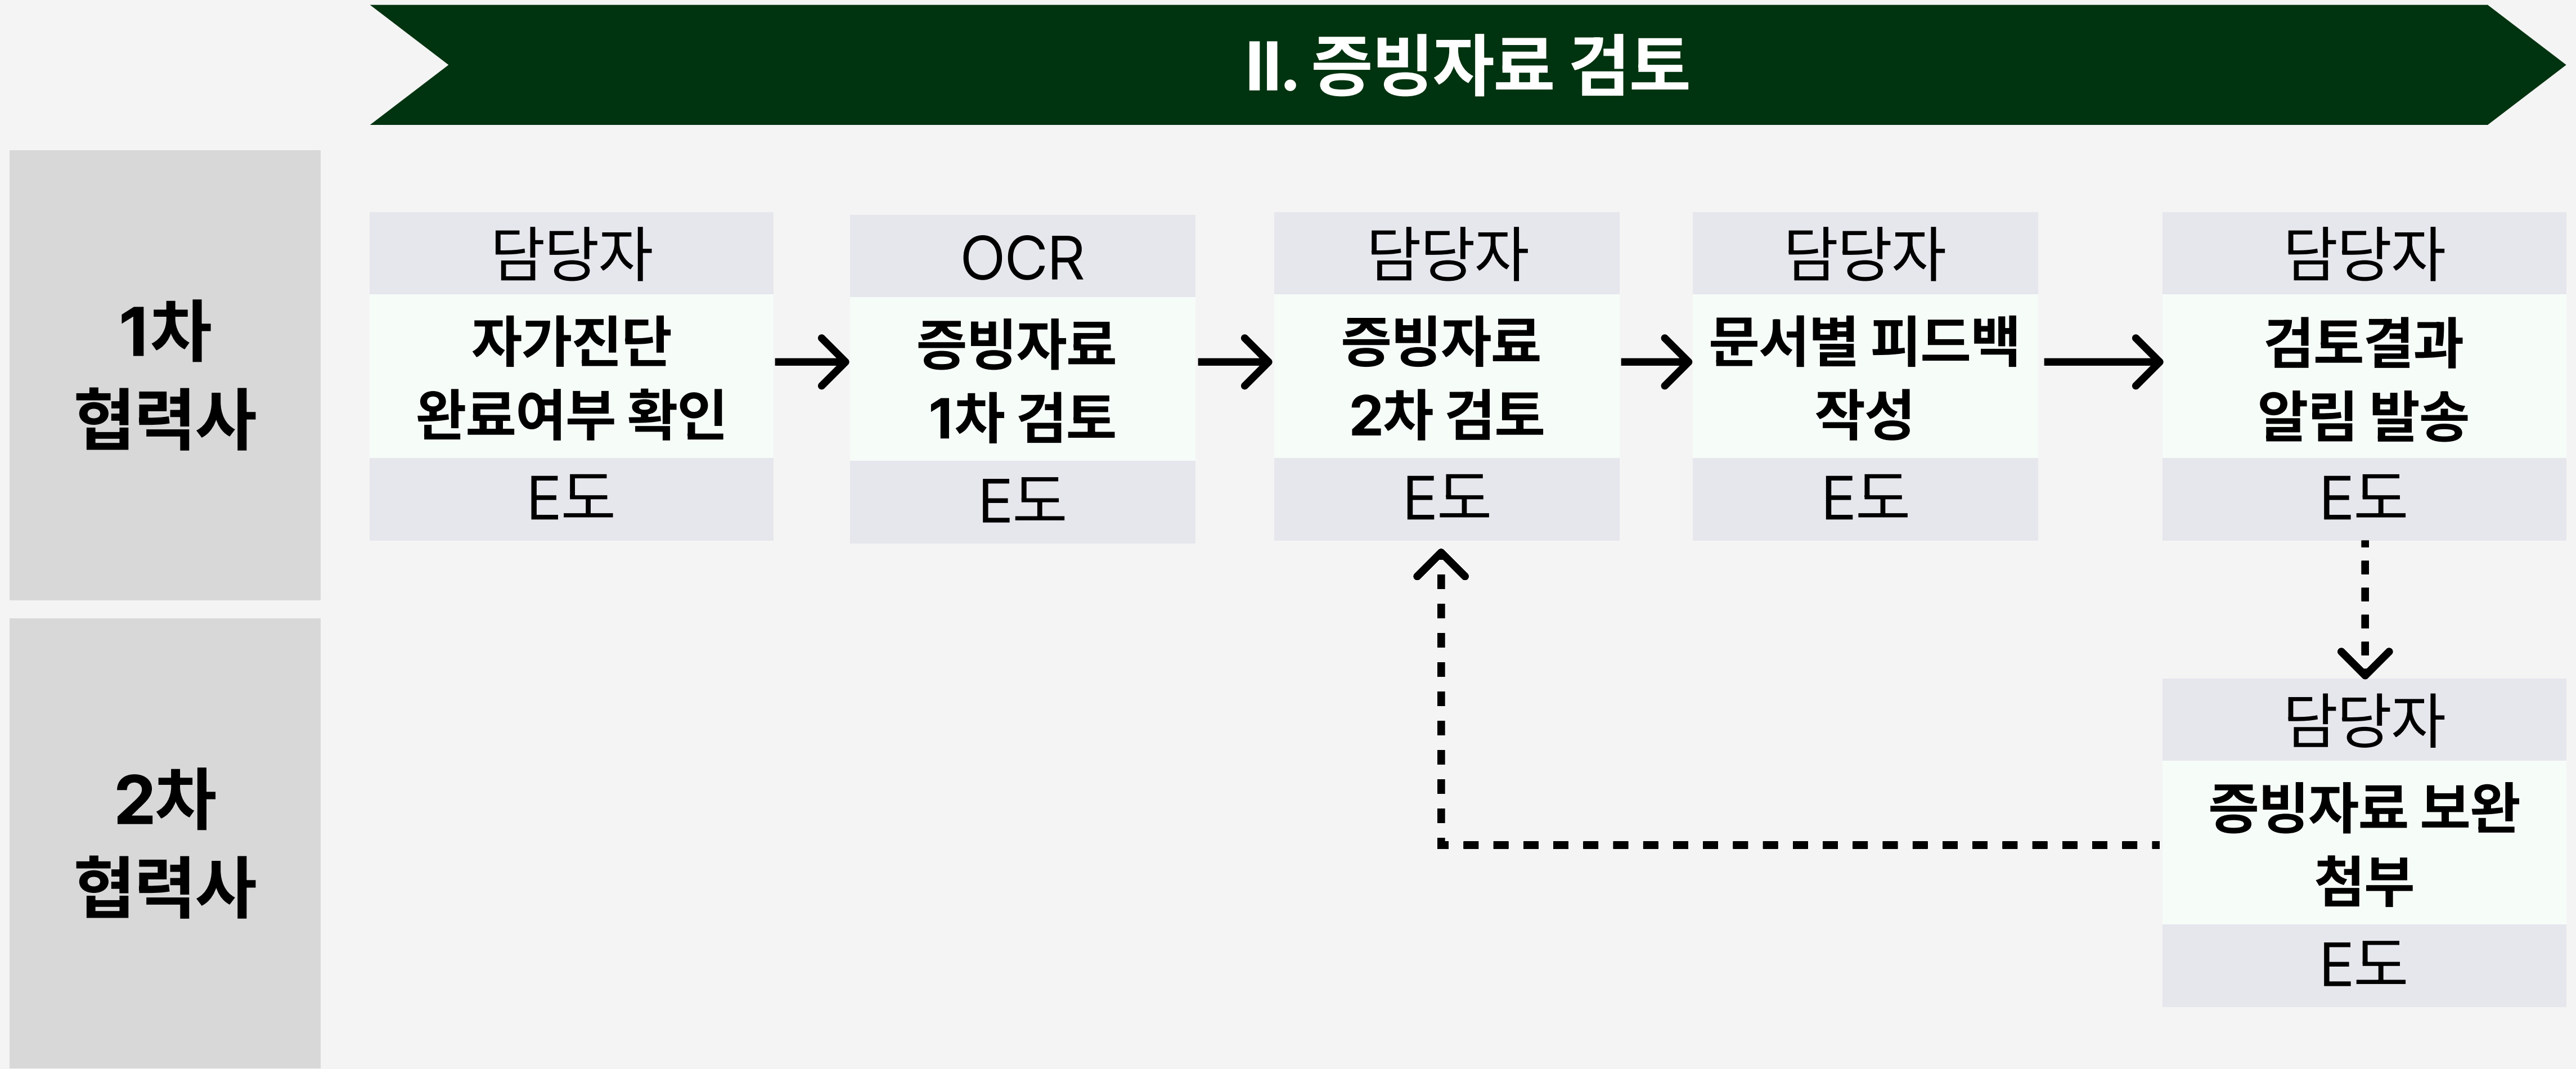 II. 증빙자료 검토
1차
협력사
담당자
자가진단
완료여부 확인
E도
OCR
증빙자료
1차 검토
E도
담당자
증빙자료
2차 검토
E도
담당자
문서별 피드백
작성
E도
담당자
검토결과
알림 발송
E도
2차
협력사
담당자
증빙자료 보완
첨부
E도